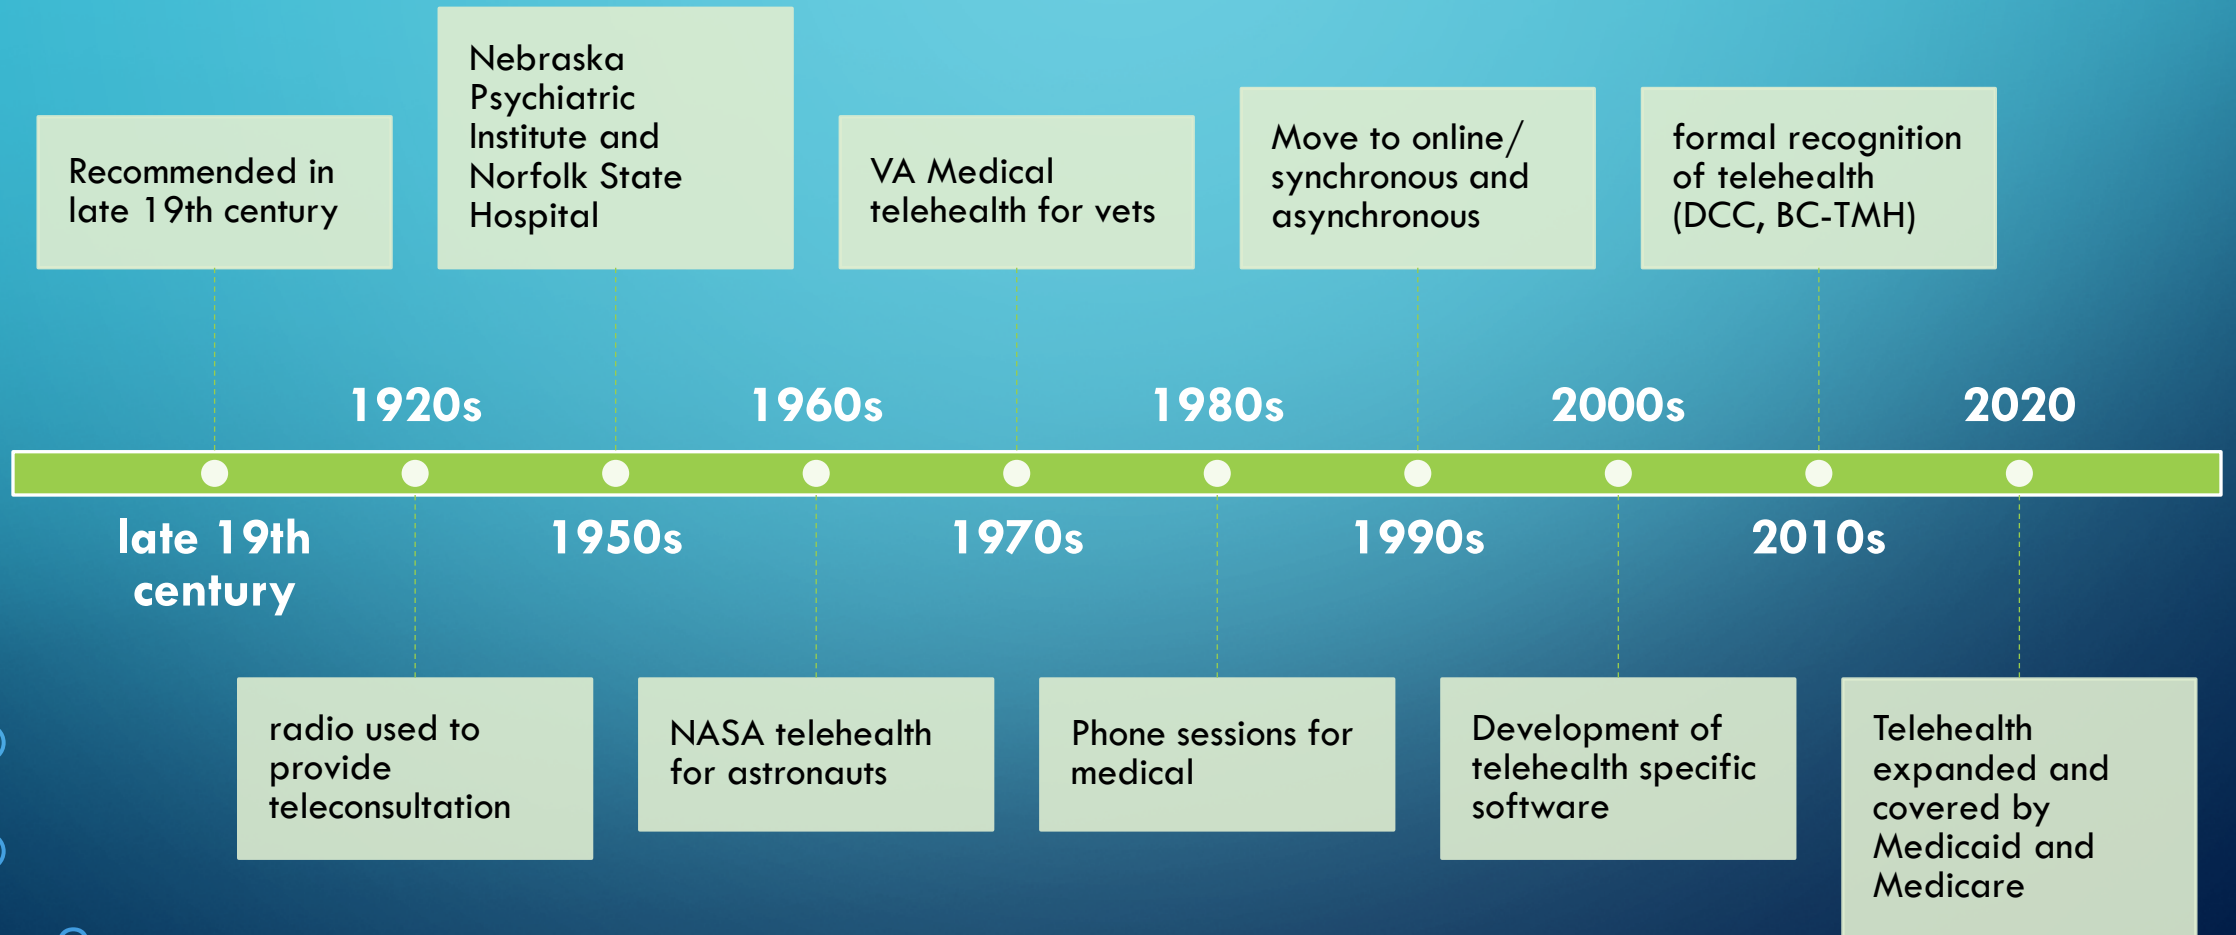 Recommended in
late 19th century
late 19th
century
1920s
radio used to
provide
teleconsultation
Nebraska
Psychiatric
Institute and
Norfolk State
Hospital
1950s
1960s
NASA telehealth
for astronauts
VA Medical
telehealth for vets
1970s
1980s
Phone sessions for
medical
Move to online/
synchronous and
asynchronous
1990s
2000s
Development of
telehealth specific
software
formal recognition
of telehealth
(DCC, BC-TMH)
2010s
2020
Telehealth
expanded and
covered by
Medicaid and
Medicare